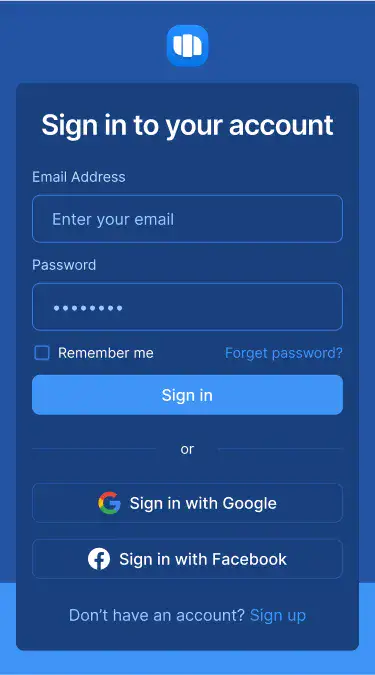 Sign in to your account
Email Address
Enter your email
Password
••••••••
Remember me
Forget password?
Sign in
or
Sign in with Google
Sign in with Facebook
Don’t have an account? Sign up